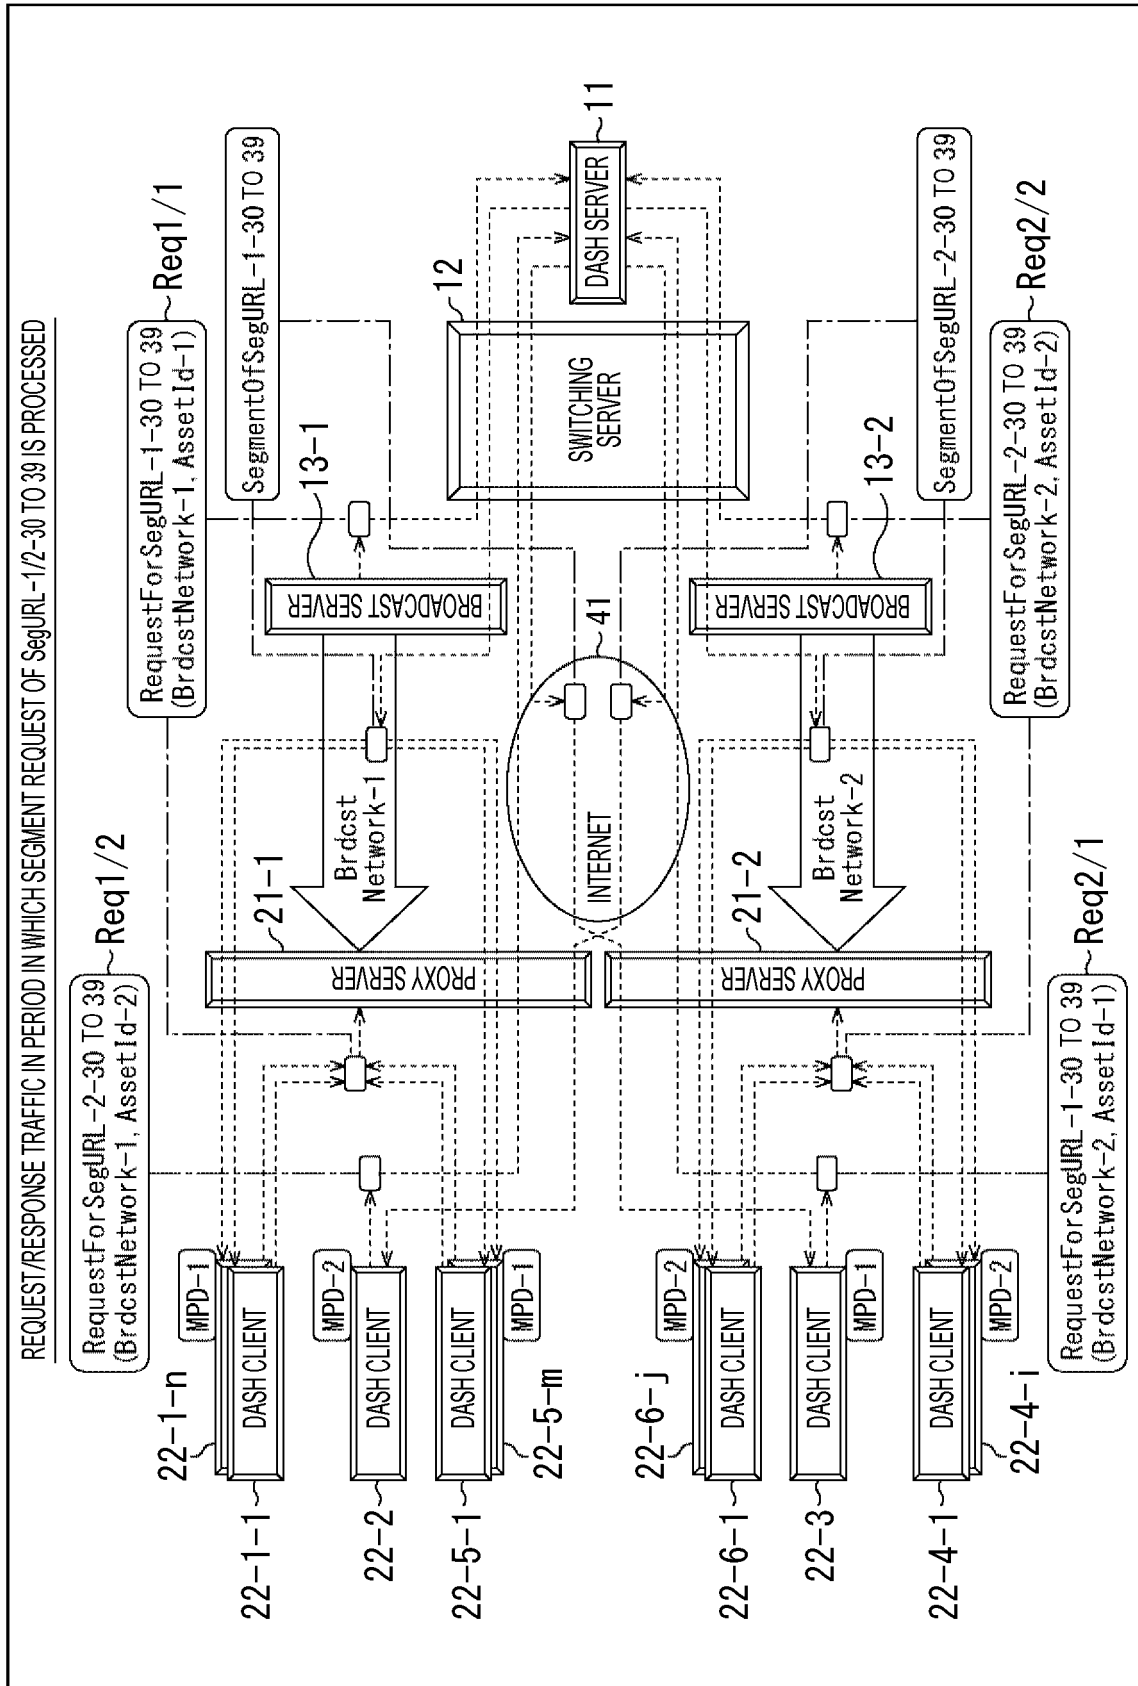 REQUEST/RESPONSE TRAFFIC IN PERIOD IN WHICH SEGMENT REQUEST OF SegURL-1/2-30 TO 39 IS PROCESSED
RequestForSegURL-2-30 TO 39
(BrdcstNetwork-1, AssetId-2)
Req1/2
RequestForSegURL-1-30 TO 39
(BrdcstNetwork-1, AssetId-1)
Req1/1
SegmentOfSegURL-1-30 TO 39
22-1-n
MPD-1
DASH CLIENT
22-1-1
MPD-2
DASH CLIENT
22-2
DASH CLIENT
22-5-1
MPD-1
22-5-m
21-1
PROXY SERVER
Brdcst
Network-1
13-1
BROADCAST SERVER
12
SWITCHING
SERVER
11
DASH SERVER
41
INTERNET
22-6-j
MPD-2
DASH CLIENT
22-6-1
DASH CLIENT
22-3
MPD-1
DASH CLIENT
22-4-1
MPD-2
22-4-i
21-2
PROXY SERVER
Brdcst
Network-2
BROADCAST SERVER
13-2
SegmentOfSegURL-2-30 TO 39
RequestForSegURL-2-30 TO 39
(BrdcstNetwork-2, AssetId-2)
Req2/2
RequestForSegURL-1-30 TO 39
(BrdcstNetwork-2, AssetId-1)
Req2/1